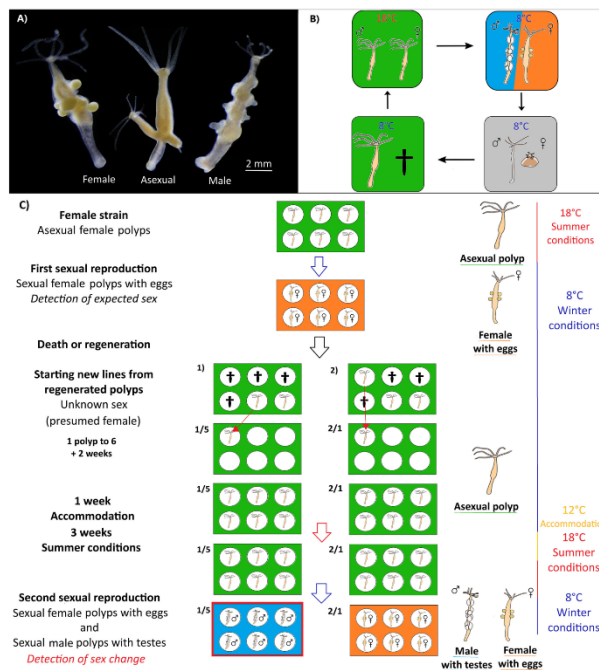 A)
Female
Asexual
Male
2 mm
B)
18°C
♂
♀
8°C
♂
♀
8°C
8°C
♂
♀
C)
Female strain
Asexual female polyps
First sexual reproduction
Sexual female polyps with eggs
Detection of expected sex
Death or regeneration
Starting new lines from
regenerated polyps
Unknown sex
(presumed female)
1 polyp to 6
+ 2 weeks
1 week
Accommodation
3 weeks
Summer conditions
Second sexual reproduction
Sexual female polyps with eggs
and
Sexual male polyps with testes
Detection of sex change
♀ ♀ ♀
♀ ♀ ♀
1)
2)
1/5
2/1
1/5
2/1
1/5
2/1
1/5
2/1
♂ ♂ ♂
♂ ♂ ♂
♀ ♀ ♀
♀ ♀ ♀
Asexual polyp
♀
Female
with eggs
Asexual polyp
♂
♀
Male
with testes
Female
with eggs
18°C
Summer
conditions
8°C
Winter
conditions
12°C
Accommodation
18°C
Summer
conditions
8°C
Winter
conditions